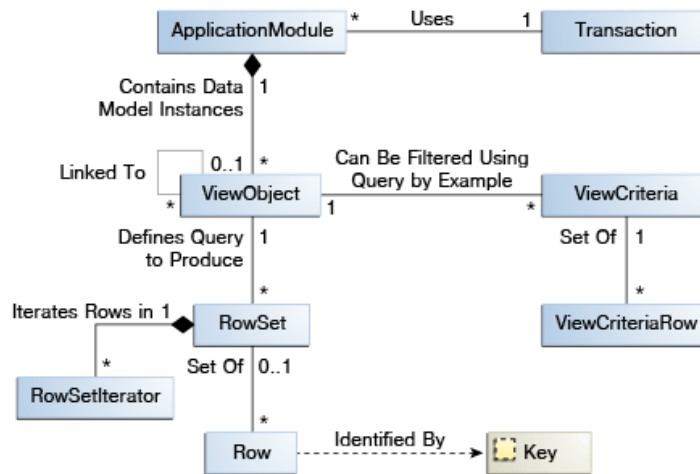 ApplicationModule
* Uses 1
Transaction
Contains Data
Model Instances
1
Linked To
0..1
*
*
ViewObject
Can Be Filtered Using
Query by Example
1
*
ViewCriteria
Defines Query
to Produce
1
*
Set Of 1
*
ViewCriteriaRow
Iterates Rows in 1
RowSet
*
RowSetIterator
Set Of 0..1
*
Row
Identified By
Key